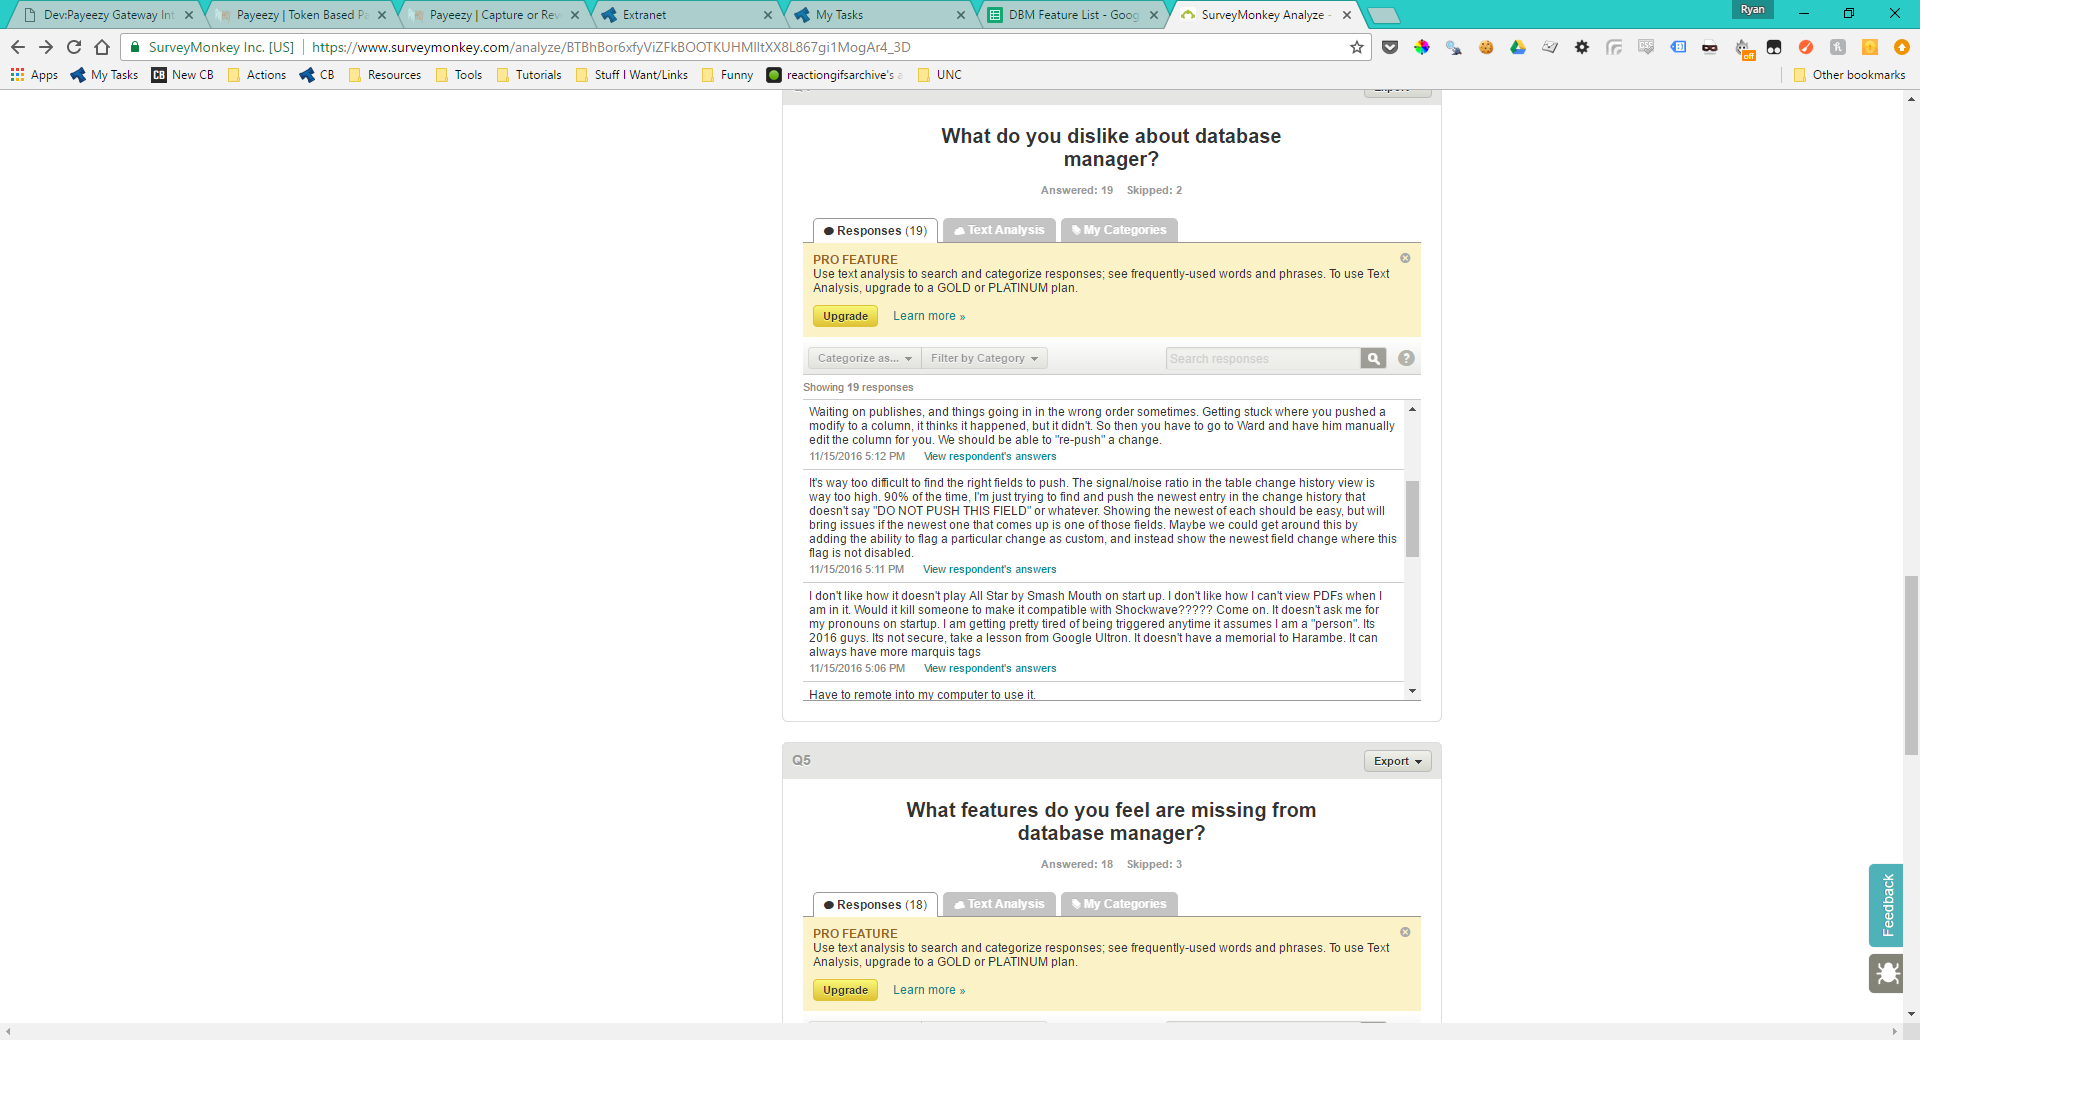 Dev:Payeezy Gateway Int
Payeezy | Token Based Pa
Payeezy | Capture or Rev
Extranet
My Tasks
DBM Feature List - Goog
SurveyMonkey Analyze -
Ryan
SurveyMonkey Inc. [US]
Apps
My Tasks
CB New CB
Actions
CB
Resources
Tools
Tutorials
Stuff I Want/Links
Funny
reactiongifsarchive's a
UNC
Other bookmarks
off
What do you dislike about database
manager?
Answered: 19 Skipped: 2
Responses (19)
Text Analysis
My Categories
PRO FEATURE
Use text analysis to search and categorize responses; see frequently-used words and phrases. To use Text
Analysis, upgrade to a GOLD or PLATINUM plan.
Upgrade
Learn more »
Categorize as...
Filter by Category
Search responses
?
Showing 19 responses
Waiting on publishes, and things going in in the wrong order sometimes. Getting stuck where you pushed a
modify to a column, it thinks it happened, but it didn't. So then you have to go to Ward and have him manually
edit the column for you. We should be able to "re-push" a change.
11/15/2016 5:12 PM View respondent's answers
It's way too difficult to find the right fields to push. The signal/noise ratio in the table change history view is
way too high. 90% of the time, I'm just trying to find and push the newest entry in the change history that
doesn't say "DO NOT PUSH THIS FIELD" or whatever. Showing the newest of each should be easy, but will
bring issues if the newest one that comes up is one of those fields. Maybe we could get around this by
adding the ability to flag a particular change as custom, and instead show the newest field change where this
flag is not disabled.
11/15/2016 5:11 PM View respondent's answers
I don't like how it doesn't play All Star by Smash Mouth on start up. I don't like how I can't view PDFs when I
am in it. Would it kill someone to make it compatible with Shockwave????? Come on. It doesn't ask me for
my pronouns on startup. I am getting pretty tired of being triggered anytime it assumes I am a "person". Its
2016 guys. Its not secure, take a lesson from Google Ultron. It doesn't have a memorial to Harambe. It can
always have more marquis tags
11/15/2016 5:06 PM View respondent's answers
Have to remote into my computer to use it.
Q5
Export
What features do you feel are missing from
database manager?
Answered: 18 Skipped: 3
Responses (18)
Text Analysis
My Categories
PRO FEATURE
Use text analysis to search and categorize responses; see frequently-used words and phrases. To use Text
Analysis, upgrade to a GOLD or PLATINUM plan.
Upgrade
Learn more »
Feedback